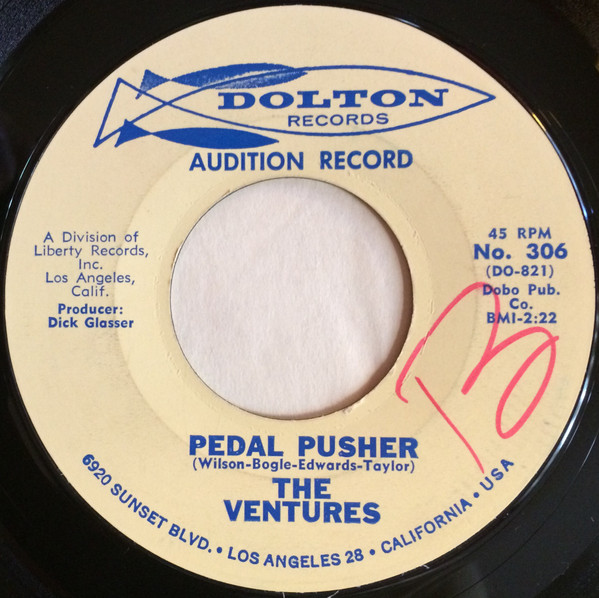 DOLTON
RECORDS
AUDITION RECORD
A Division of
Liberty Records,
Inc.
Los Angeles,
Calif.
Producer:
Dick Glasser
45 RPM
No. 306
(DO-821)
Dobo Pub.
Co.
BMI-2:22
B
PEDAL PUSHER
(Wilson-Bogle-Edwards-Taylor)
THE
VENTURES
6920 SUNSET BLVD. • LOS ANGELES 28 • CALIFORNIA • USA